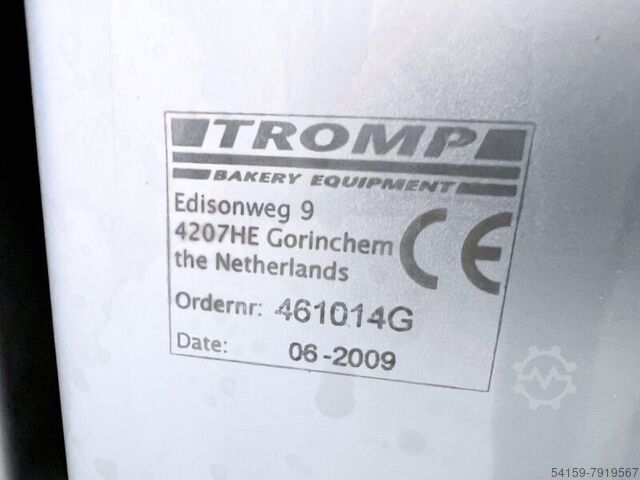 TROMP
BAKERY EQUIPMENT
Edisonweg 9
4207HE Gorinchem
the Netherlands
CE
Ordernr: 461014G
Date: 06-2009
54159-7919567